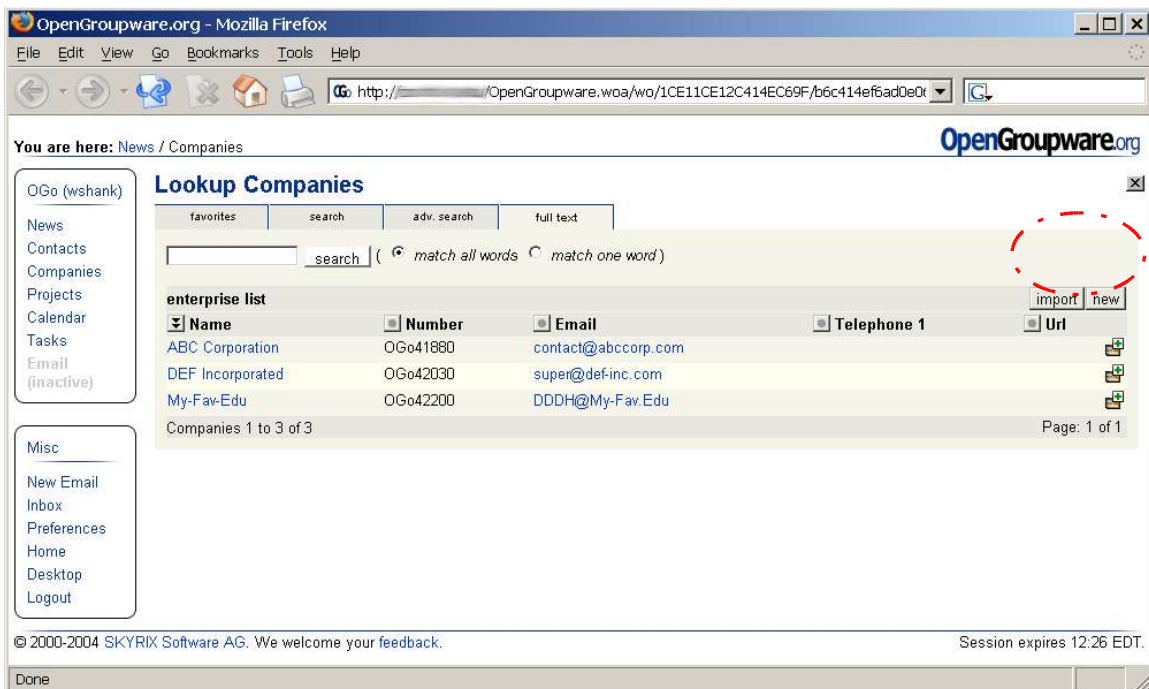 OpenGroupware.org - Mozilla Firefox
File Edit View Go Bookmarks Tools Help
OGo http:// /OpenGroupware.woa/wo/1CE11CE12C414EC69F/b6c414ef6ad0e0 G
You are here: News / Companies
OpenGroupware.org
OGo (wshank)
News
Contacts
Companies
Projects
Calendar
Tasks
Email
(inactive)
Misc
New Email
Inbox
Preferences
Home
Desktop
Logout
Lookup Companies
favorites search adv. search full text
search ( match all words match one word )
enterprise list import new
Name Number Email Telephone 1 Url
ABC Corporation OGo41880 contact@abccorp.com
DEF Incorporated OGo42030 super@def-inc.com
My-Fav-Edu OGo42200 DDDH@My-Fav.Edu
Companies 1 to 3 of 3 Page: 1 of 1
© 2000-2004 SKYRIX Software AG. We welcome your feedback. Session expires 12:26 EDT.
Done